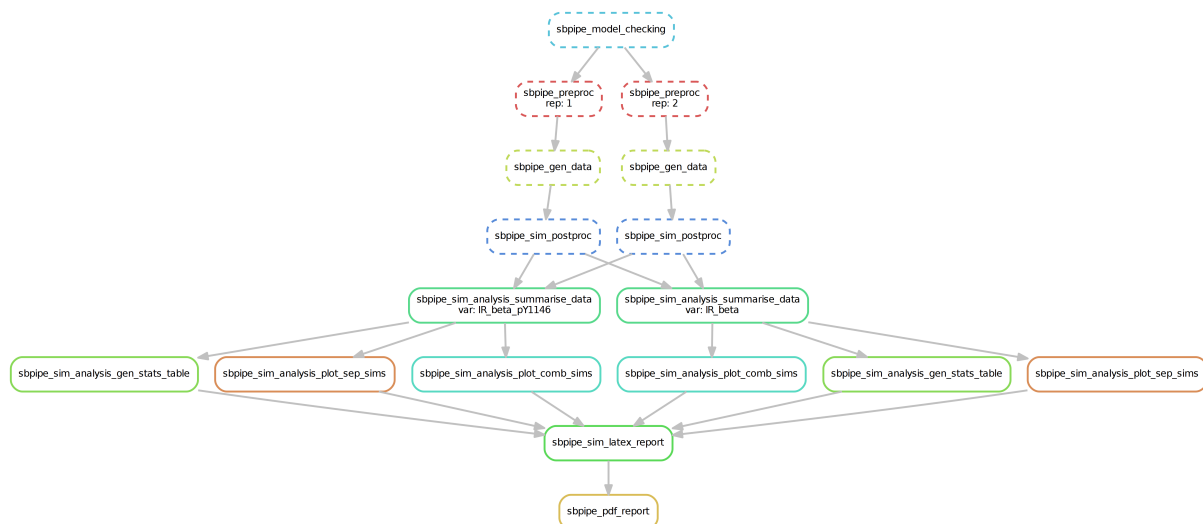 sbpipe_model_checking
sbpipe_preproc
rep: 1
sbpipe_preproc
rep: 2
sbpipe_gen_data
sbpipe_gen_data
sbpipe_sim_postproc
sbpipe_sim_postproc
sbpipe_sim_analysis_summarise_data
var: IR_beta_pY1146
sbpipe_sim_analysis_summarise_data
var: IR_beta
sbpipe_sim_analysis_gen_stats_table
sbpipe_sim_analysis_plot_sep_sims
sbpipe_sim_analysis_plot_comb_sims
sbpipe_sim_analysis_plot_comb_sims
sbpipe_sim_analysis_gen_stats_table
sbpipe_sim_analysis_plot_sep_sims
sbpipe_sim_latex_report
sbpipe_pdf_report